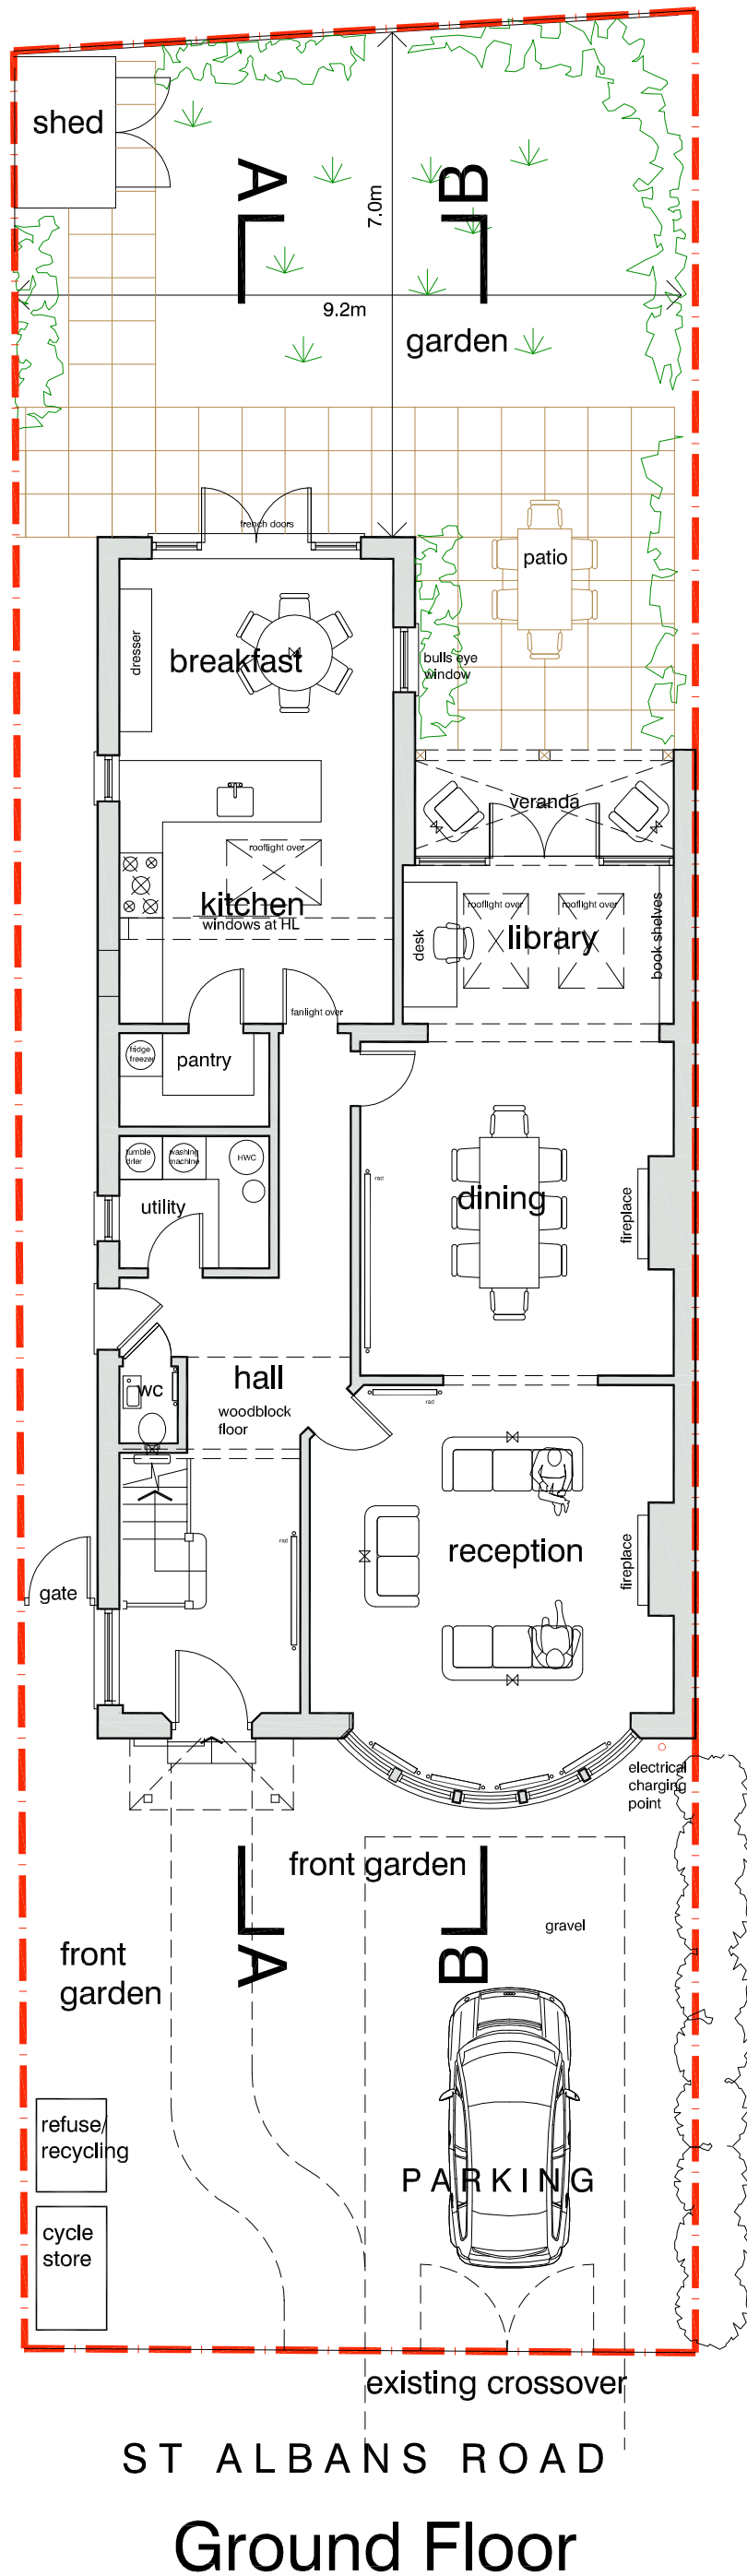 shed
A
B
7.0m
9.2m
garden
french doors
patio
dresser
breakfast
bulls eye
window
veranda
rooflight over
kitchen
windows at HL
rooflight over
rooflight over
desk
library
book shelves
fanlight over
fridge
freezer
pantry
tumble
drier
washing
machine
HWC
utility
rad
dining
fireplace
wc
hall
woodblock
floor
rad
rad
reception
fireplace
gate
electrical
charging
point
front garden
gravel
front
garden
A
B
refuse/
recycling
PARKING
cycle
store
existing crossover
ST ALBANS ROAD
Ground Floor